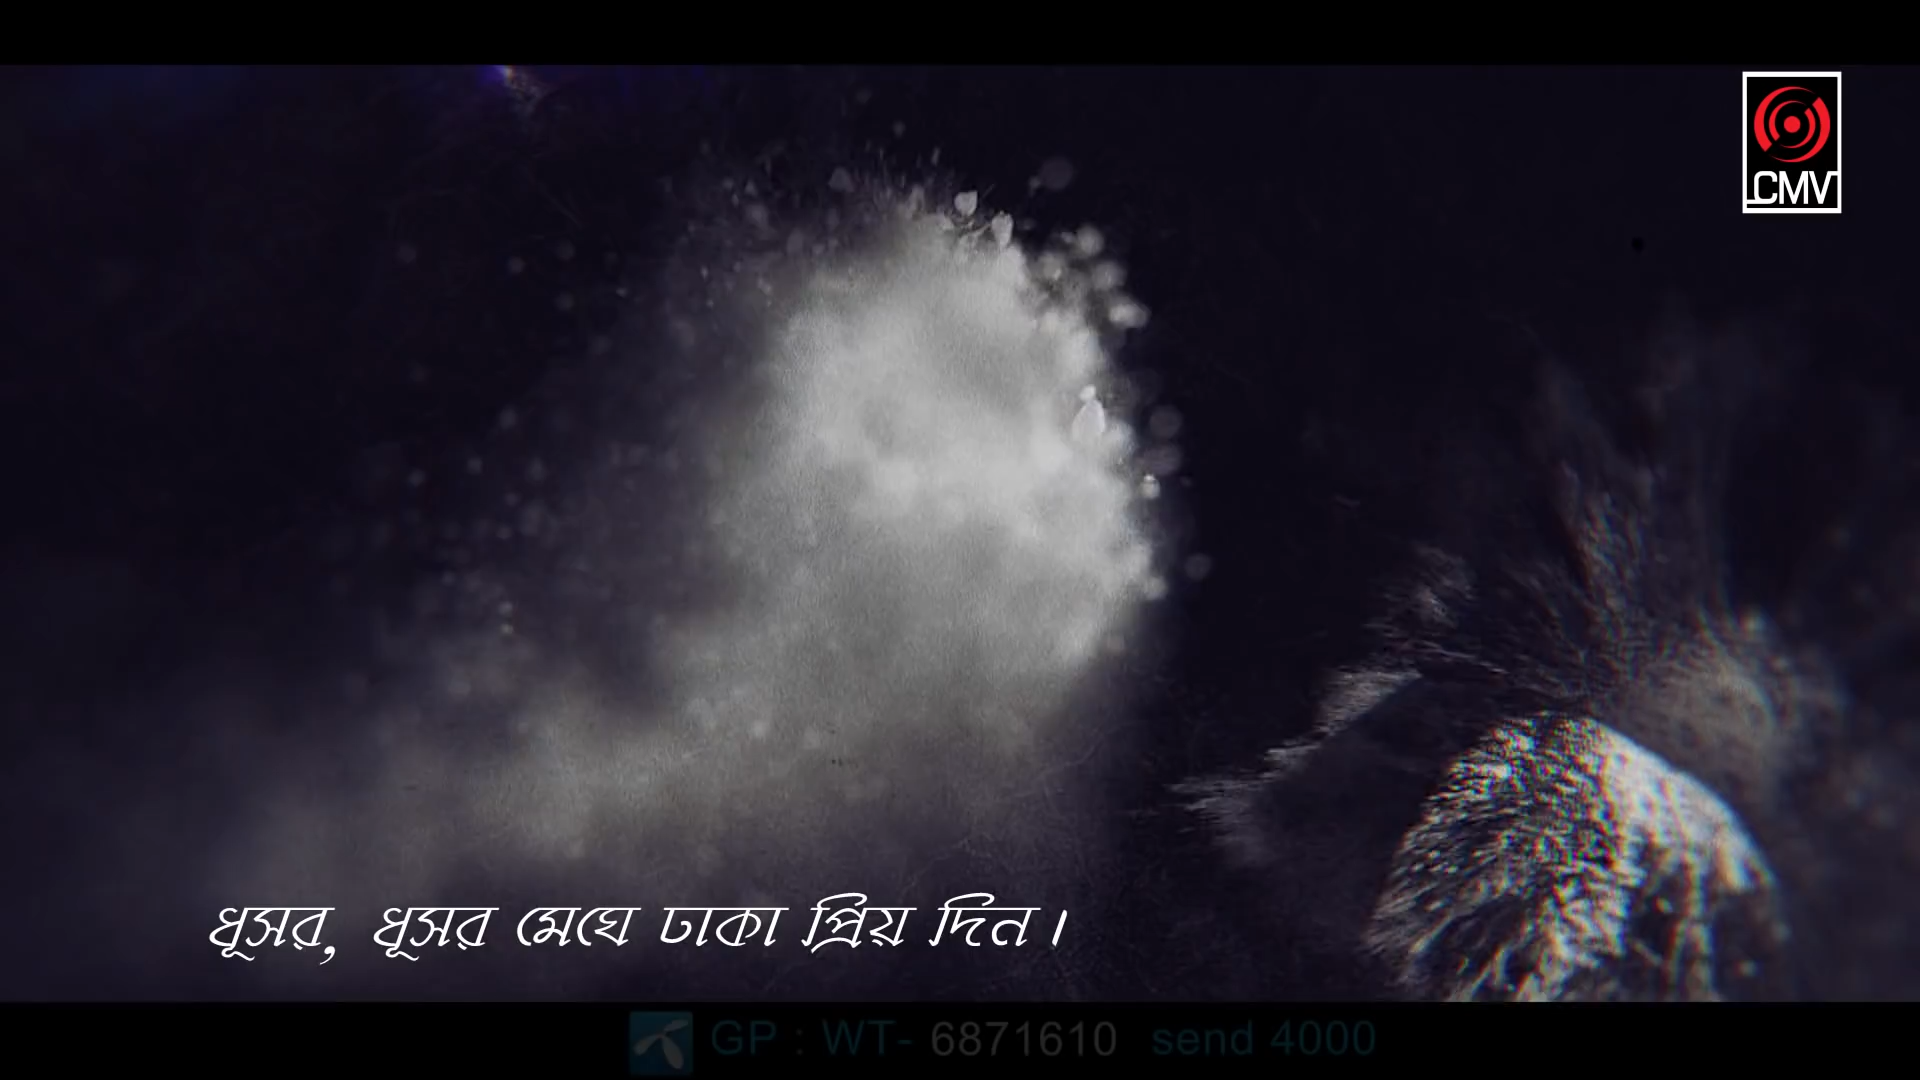 CMV
ধূসর, ধূসর মেঘে ঢাকা প্রিয় দিন।
GP : WT- 6871610 send 4000